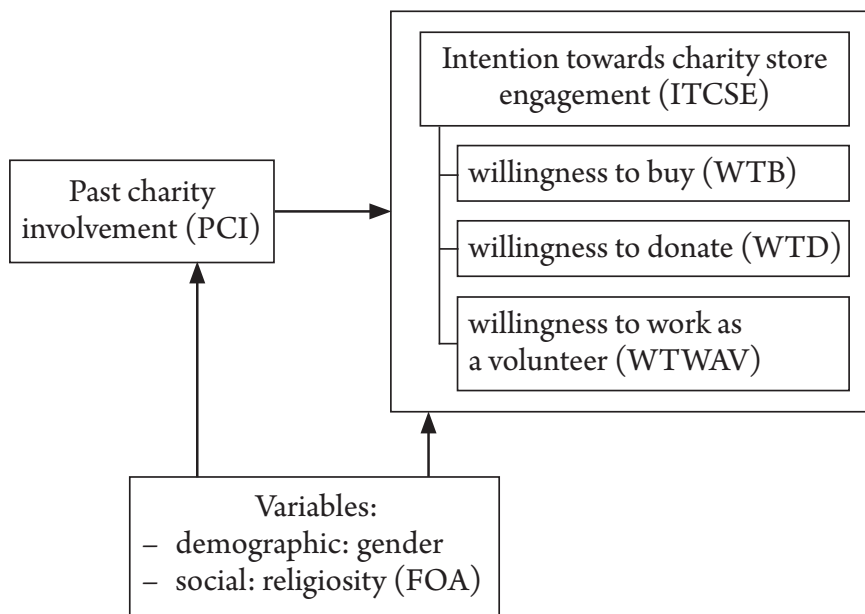 Intention towards charity store
engagement (ITCSE)
willingness to buy (WTB)
Past charity
involvement (PCI)
willingness to donate (WTD)
willingness to work as
a volunteer (WTWAV)
Variables:
– demographic: gender
– social: religiosity (FOA)